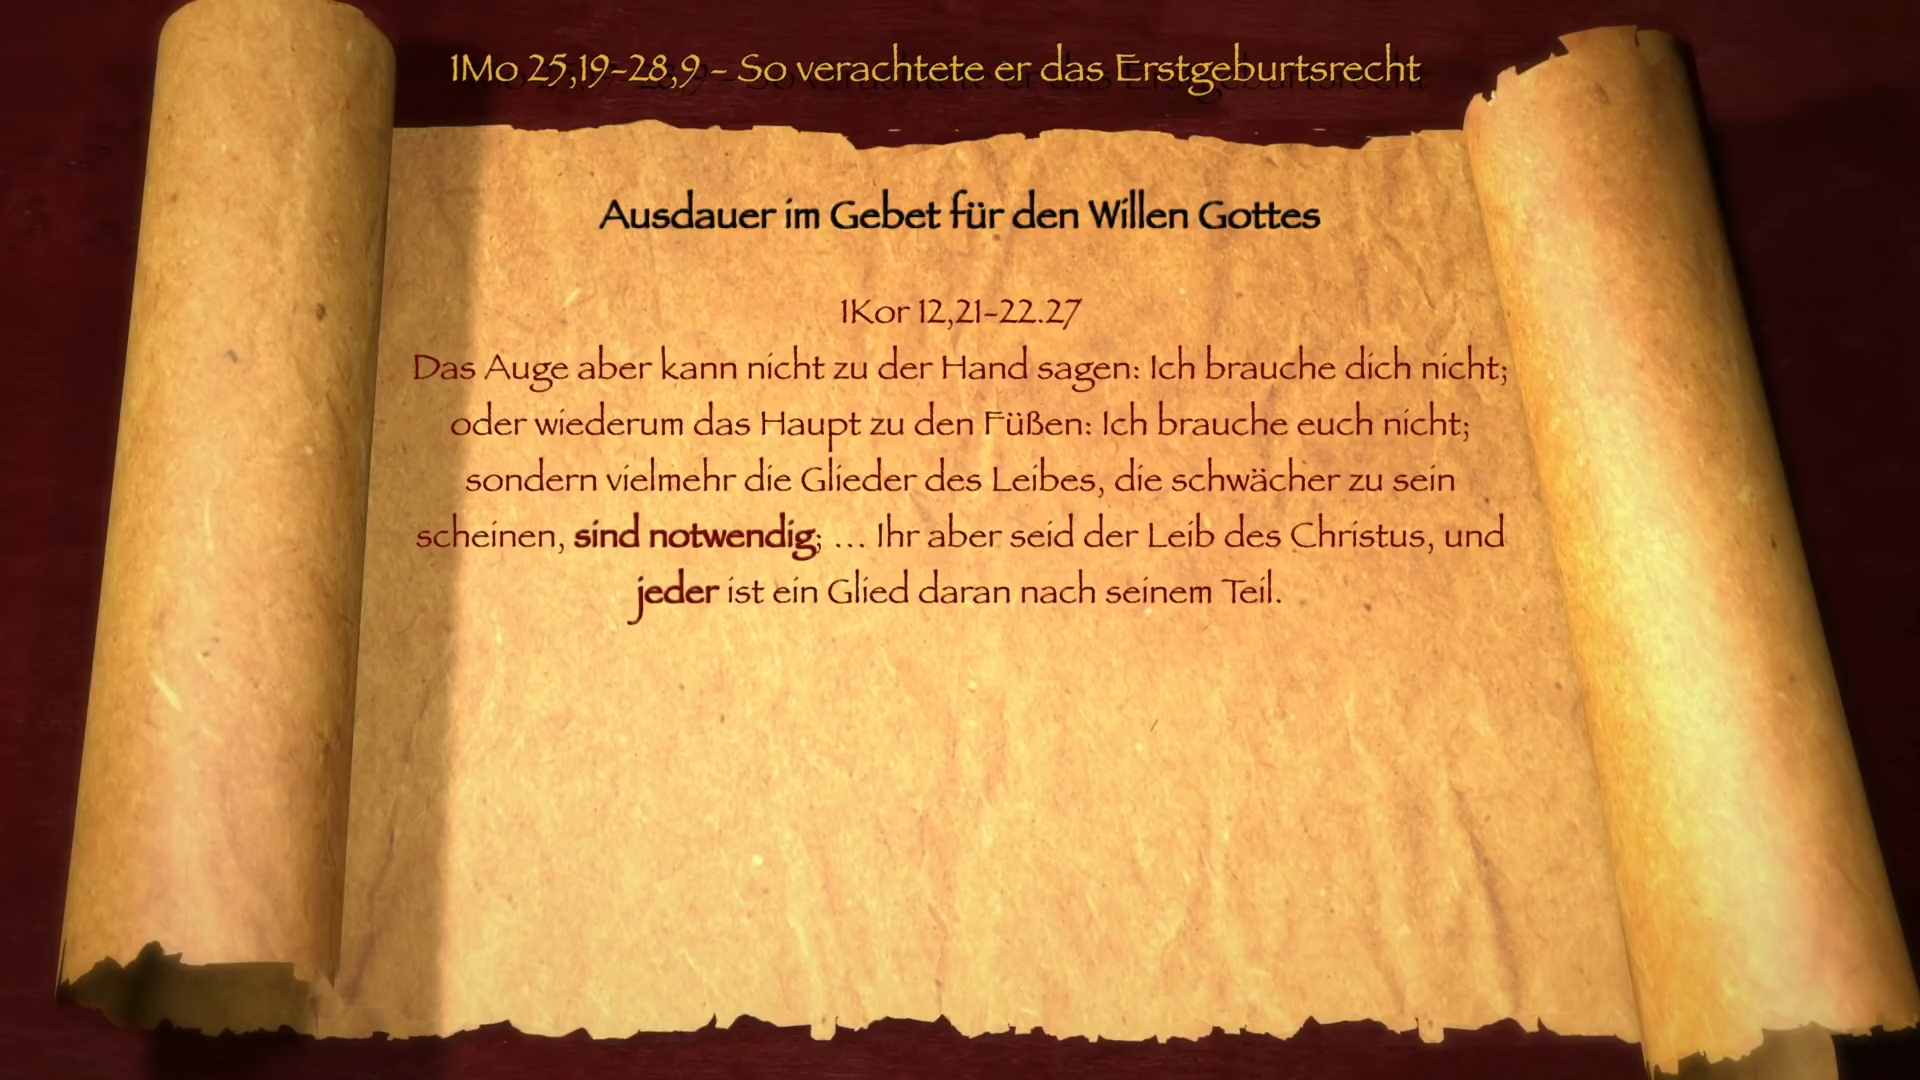 1Mo 25,19-28,9 - So verachtete er das Erstgeburtsrecht
Ausdauer im Gebet für den Willen Gottes
1Kor 12,21-22.27
Das Auge aber kann nicht zu der Hand sagen: Ich brauche dich nicht;
oder wiederum das Haupt zu den Füßen: Ich brauche euch nicht;
sondern vielmehr die Glieder des Leibes, die schwächer zu sein
scheinen, sind notwendig; … Ihr aber seid der Leib des Christus, und
jeder ist ein Glied daran nach seinem Teil.